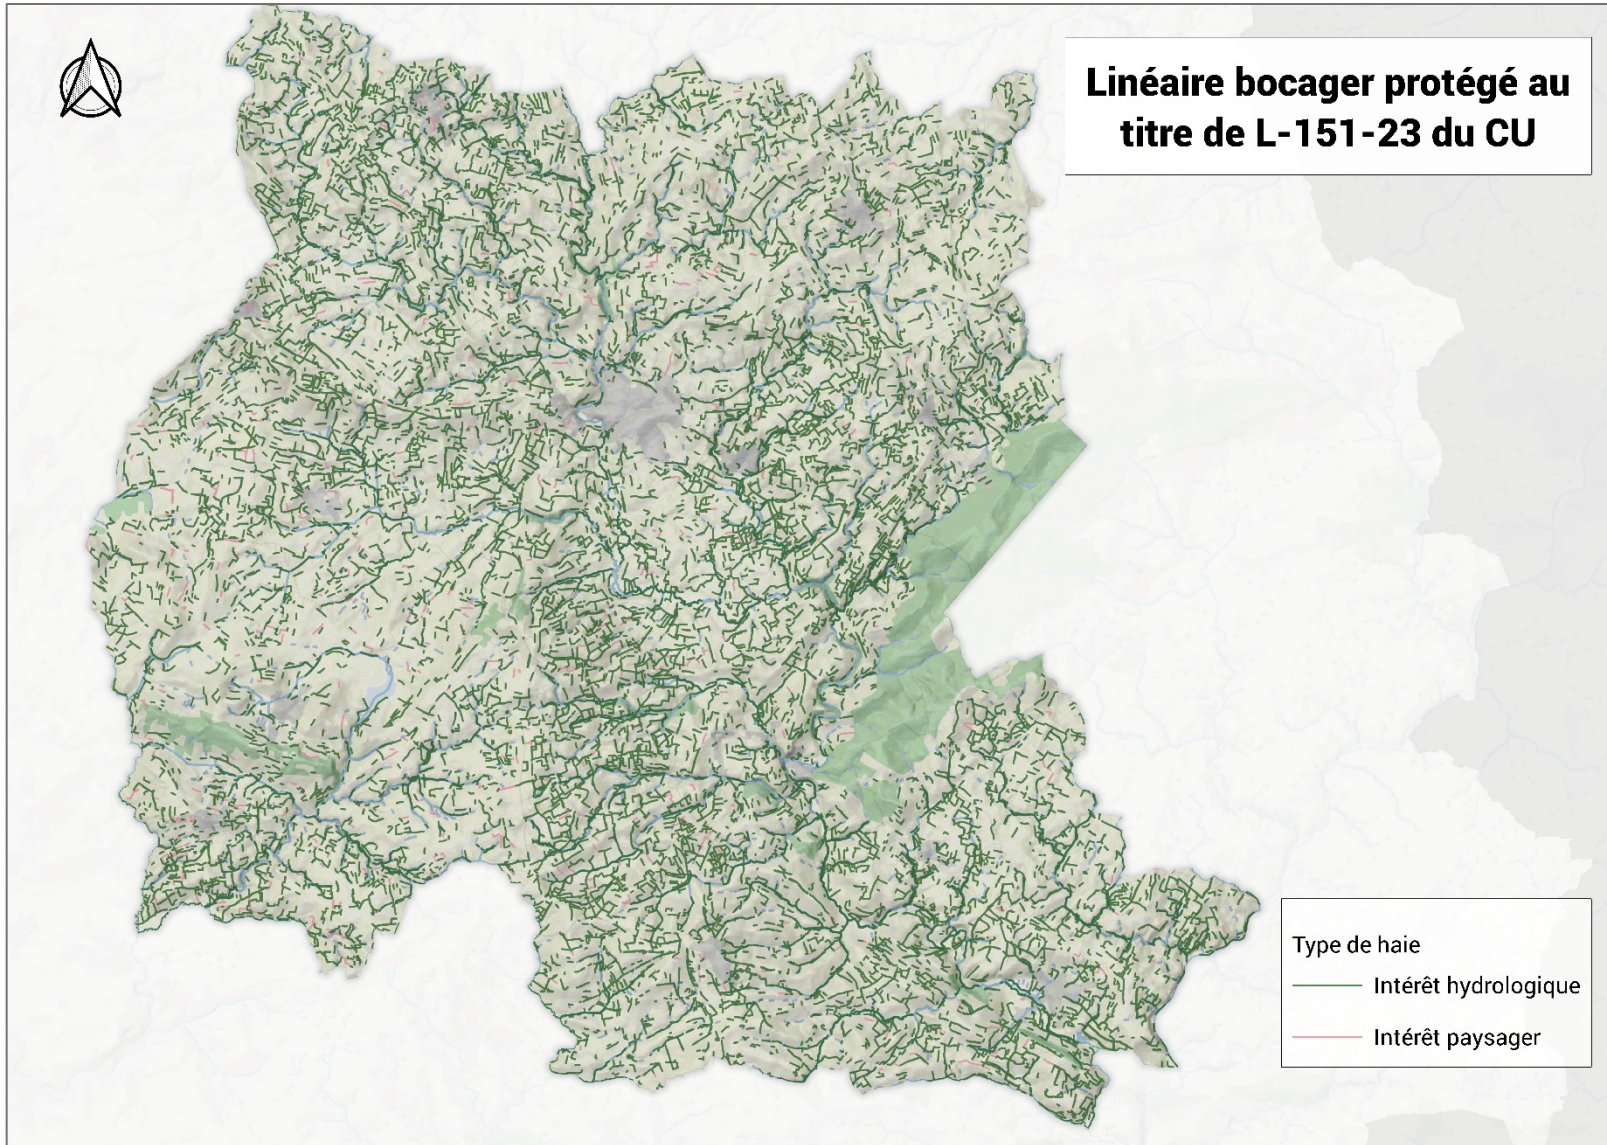 Linéaire bocager protégé au
titre de L-151-23 du CU
Type de haie
Intérêt hydrologique
Intérêt paysager